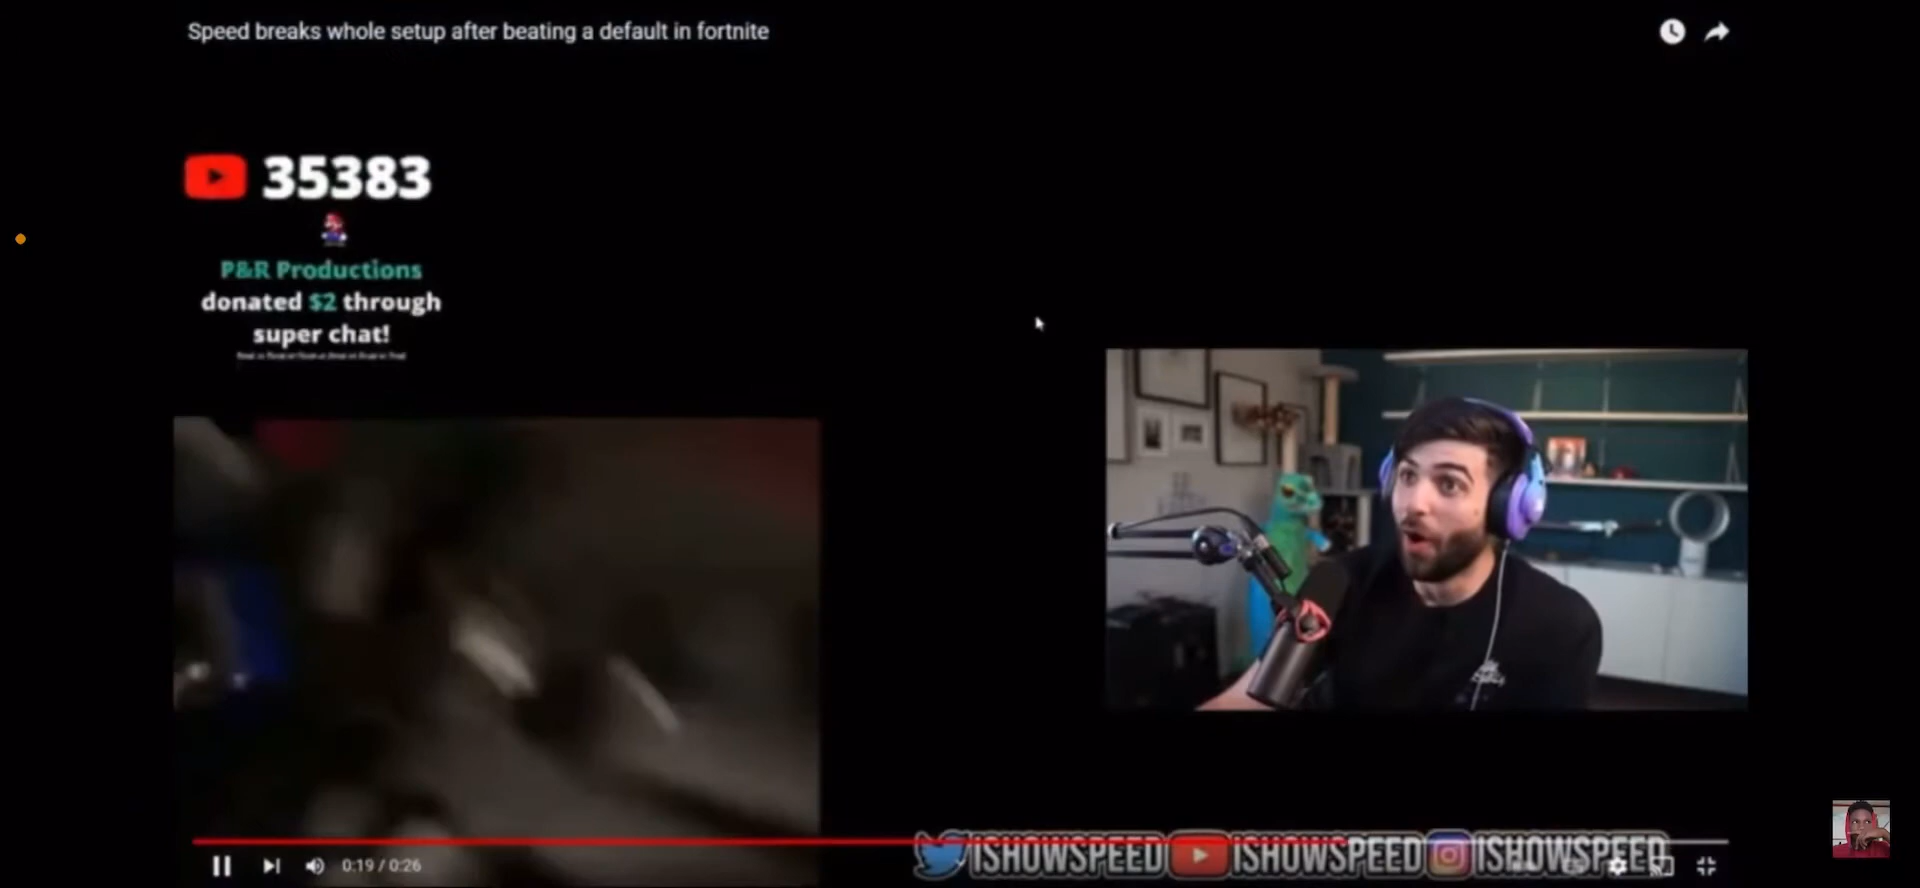 Speed breaks whole setup after beating a default in fortnite
35383
P&R Productions
donated $2 through
super chat!
0:19 / 0:26
ISHOWSPEED ISHOWSPEED ISHOWSPEED